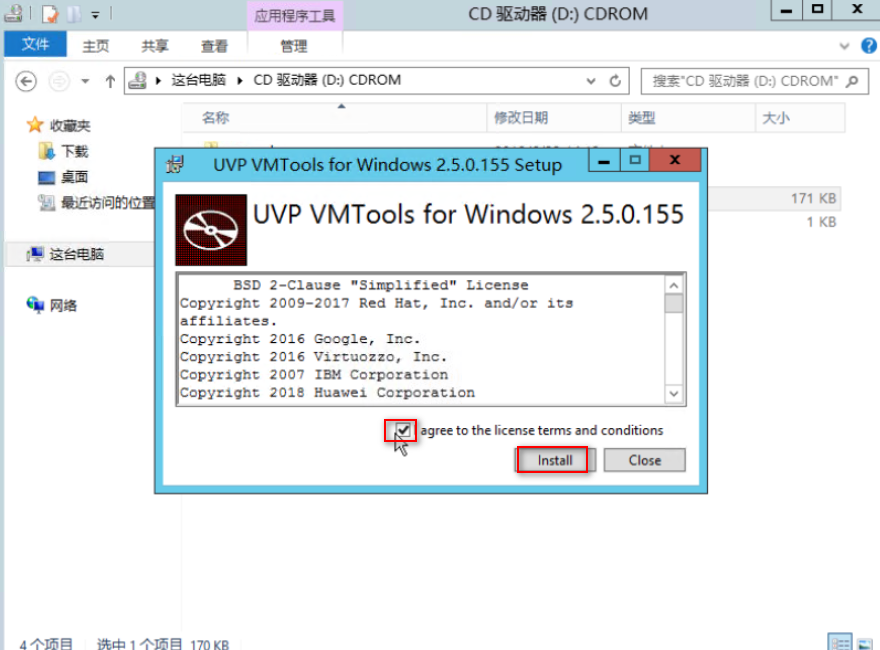 应用程序工具
CD 驱动器 (D:) CDROM
文件
主页
共享
查看
管理
这台电脑
CD 驱动器 (D:) CDROM
搜索"CD 驱动器 (D:) CDROM"
收藏夹
下载
桌面
最近访问的位置
这台电脑
网络
名称
修改日期
类型
大小
171 KB
1 KB
UVP VMTools for Windows 2.5.0.155 Setup
UVP VMTools for Windows 2.5.0.155
BSD 2-Clause "Simplified" License
Copyright 2009-2017 Red Hat, Inc. and/or its
affiliates.
Copyright 2016 Google, Inc.
Copyright 2016 Virtuozzo, Inc.
Copyright 2007 IBM Corporation
Copyright 2018 Huawei Corporation
agree to the license terms and conditions
Install
Close
4 个项目
选中 1 个项目 170 KB